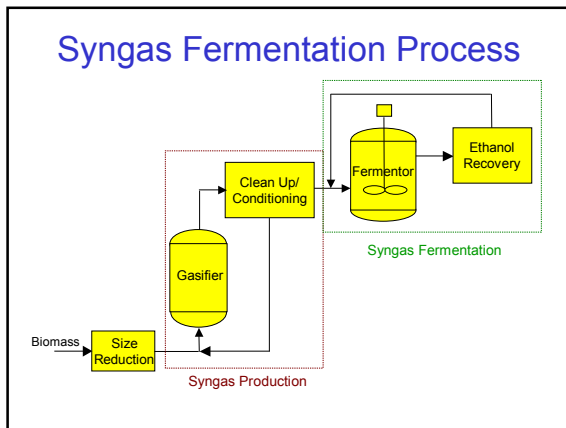 Syngas Fermentation Process
Ethanol
Recovery
Fermentor
Clean Up/
Conditioning
Syngas Fermentation
Gasifier
Biomass
Size
Reduction
Syngas Production